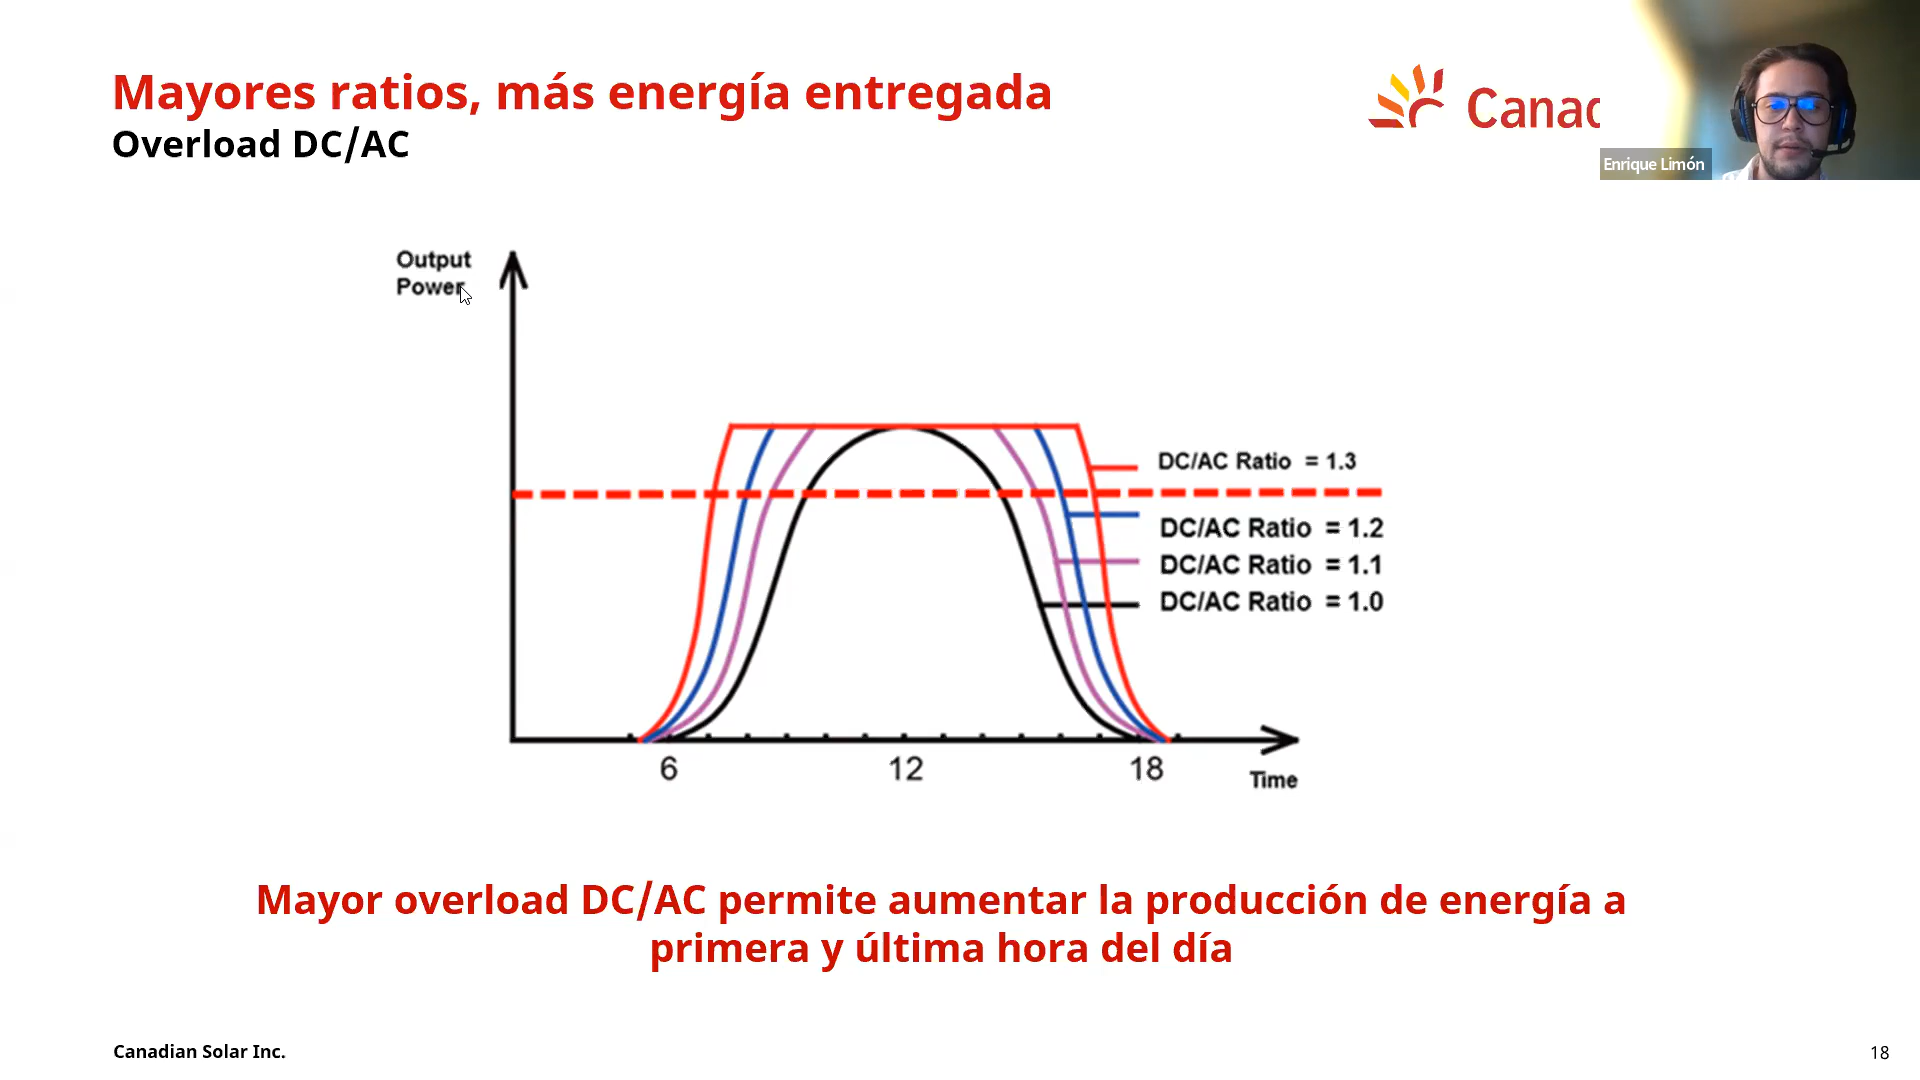 Mayores ratios, más energía entregada
Overload DC/AC
Canad
Enrique Limón
Output
Power
DC/AC Ratio = 1.3
DC/AC Ratio = 1.2
DC/AC Ratio = 1.1
DC/AC Ratio = 1.0
6 12 18
Time
Mayor overload DC/AC permite aumentar la producción de energía a
primera y última hora del día
Canadian Solar Inc.
18